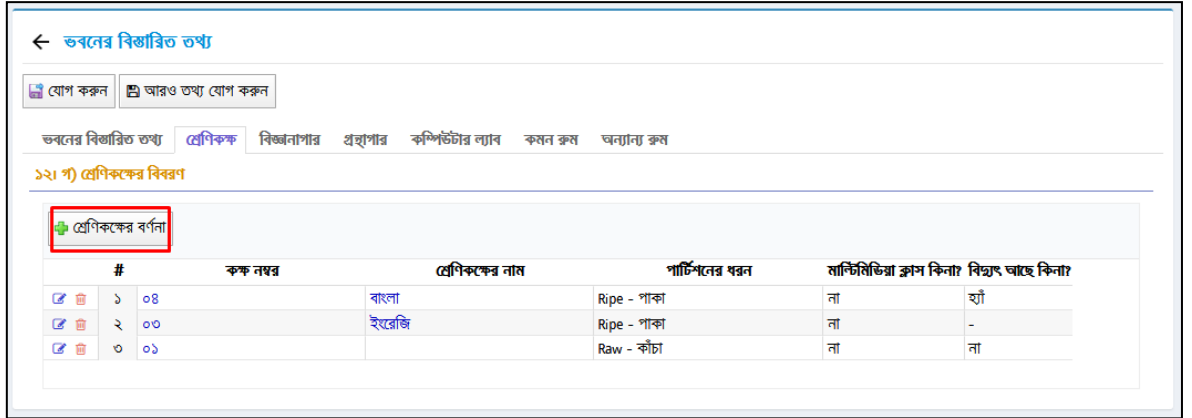 ভবনের বিস্তারিত তথ্য
যোগ করুন আরও তথ্য যোগ করুন
ভবনের বিস্তারিত তথ্য শ্রেণিকক্ষ বিজ্ঞানাগার গ্রন্থাগার কম্পিউটার ল্যাব কমন রুম অন্যান্য রুম
১২। গ) শ্রেণিকক্ষের বিবরণ
শ্রেণিকক্ষের বর্ণনা
# কক্ষ নম্বর শ্রেণিকক্ষের নাম পার্টিশনের ধরন মাল্টিমিডিয়া ক্লাস কিনা? বিদ্যুৎ আছে কিনা?
১ ০৪ বাংলা Ripe - পাকা না হ্যাঁ
২ ০৩ ইংরেজি Ripe - পাকা না -
৩ ০১ Raw - কাঁচা না না